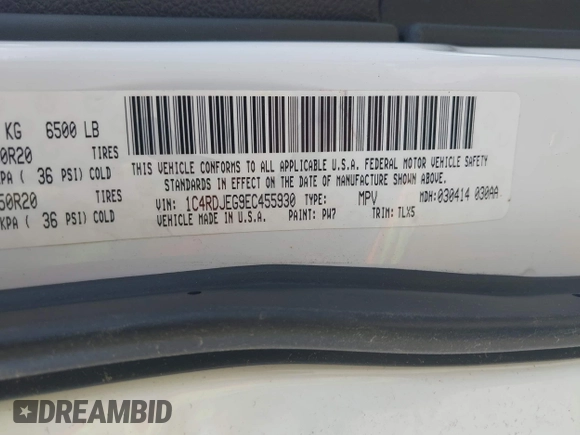 KG 6500 LB
0R20 TIRES
KPA ( 36 PSI) COLD
50R20 TIRES
KPA ( 36 PSI) COLD
THIS VEHICLE CONFORMS TO ALL APPLICABLE U.S.A. FEDERAL MOTOR VEHICLE SAFETY
STANDARDS IN EFFECT ON THE DATE OF MANUFACTURE SHOWN ABOVE.
VIN: 1C4RDJEG9EC455930 TYPE: MPV MDH: 030414 030AA
VEHICLE MADE IN U.S.A. PAINT: PW7 TRIM: TLX5
DREAMBID